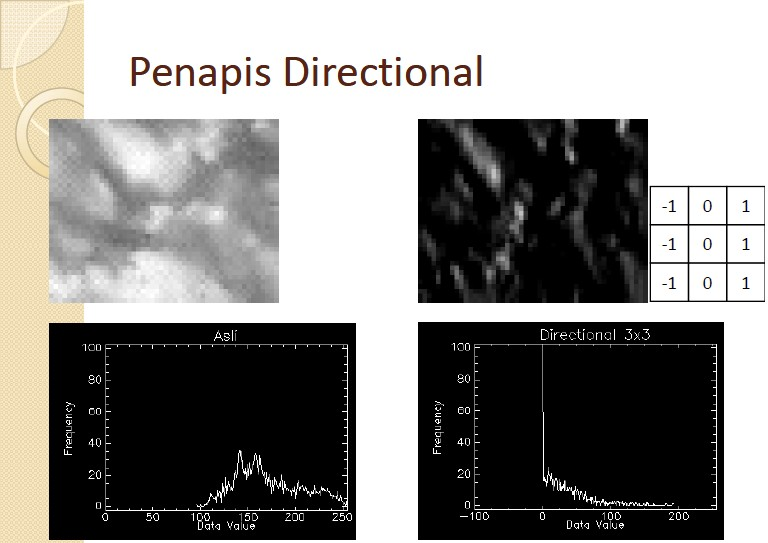 Penapis Directional
-1 0 1
-1 0 1
-1 0 1
Asli
100
80
60
40
20
0
Frequency
0 50 100 150 200 250
Data Value
Directional 3x3
100
80
60
40
20
0
Frequency
-100 0 100 200
Data Value